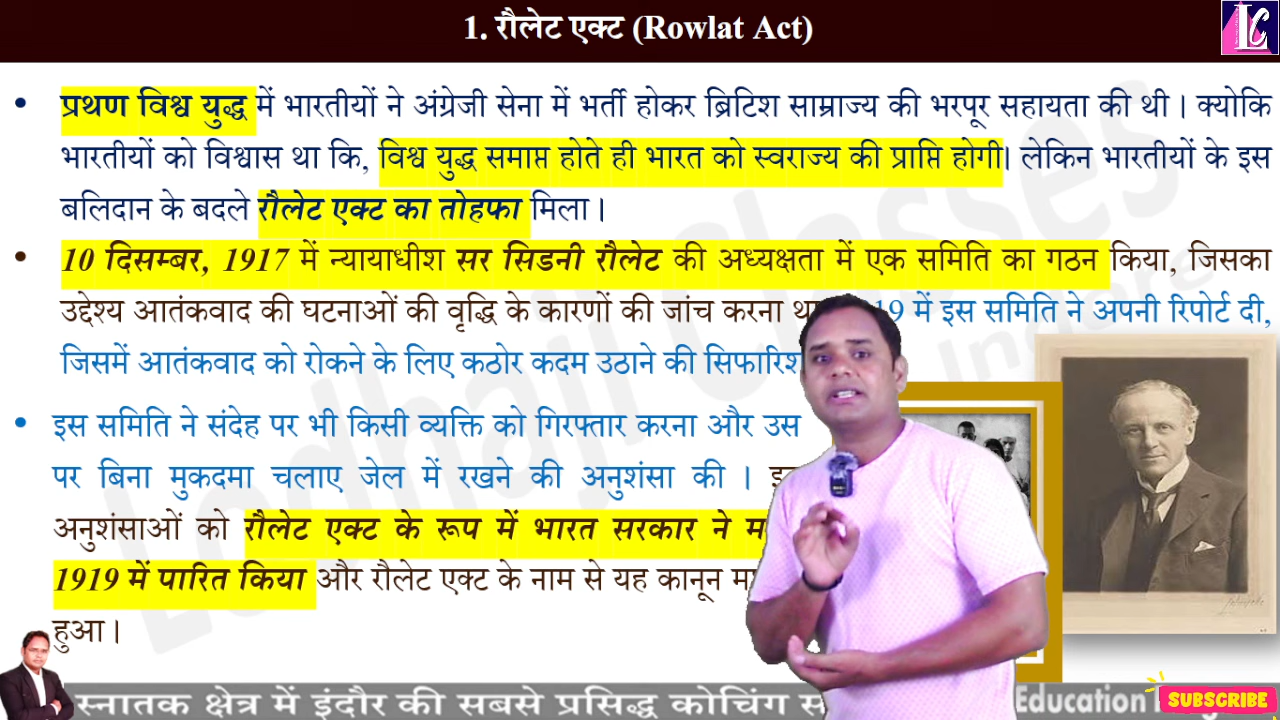 1. रौलेट एक्ट (Rowlat Act)
LC
• प्रथण विश्व युद्ध में भारतीयों ने अंग्रेजी सेना में भर्ती होकर ब्रिटिश साम्राज्य की भरपूर सहायता की थी । क्योकि
भारतीयों को विश्वास था कि, विश्व युद्ध समाप्त होते ही भारत को स्वराज्य की प्राप्ति होगी। लेकिन भारतीयों के इस
बलिदान के बदले रौलेट एक्ट का तोहफा मिला ।
• 10 दिसम्बर, 1917 में न्यायाधीश सर सिडनी रौलेट की अध्यक्षता में एक समिति का गठन किया, जिसका
उद्देश्य आतंकवाद की घटनाओं की वृद्धि के कारणों की जांच करना में इस समिति ने अपनी रिपोर्ट दी,
जिसमें आतंकवाद को रोकने के लिए कठोर कदम उठाने की सिफारिश
• इस समिति ने संदेह पर भी किसी व्यक्ति को गिरफ्तार करना और उस
पर बिना मुकदमा चलाए जेल में रखने की अनुशंसा की ।
अनुशंसाओं को रौलेट एक्ट के रूप में भारत सरकार ने
1919 में पारित किया और रौलेट एक्ट के नाम से यह कानून
हुआ ।
Lodhaji Classes
स्नातक क्षेत्र में इंदौर की सबसे प्रसिद्ध कोचिंग Education
SUBSCRIBE